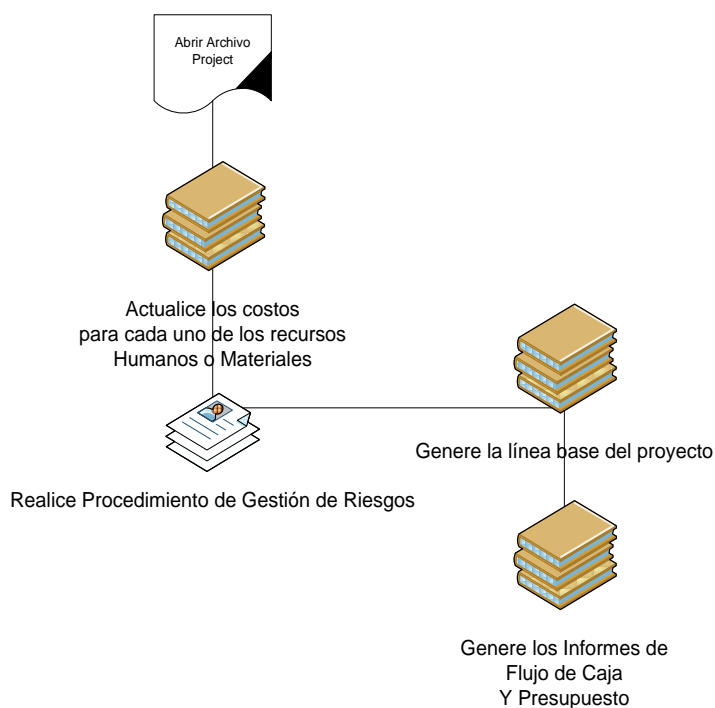 Abrir Archivo
Project
Actualice los costos
para cada uno de los recursos
Humanos o Materiales
Realice Procedimiento de Gestión de Riesgos
Genere la línea base del proyecto
Genere los Informes de
Flujo de Caja
Y Presupuesto